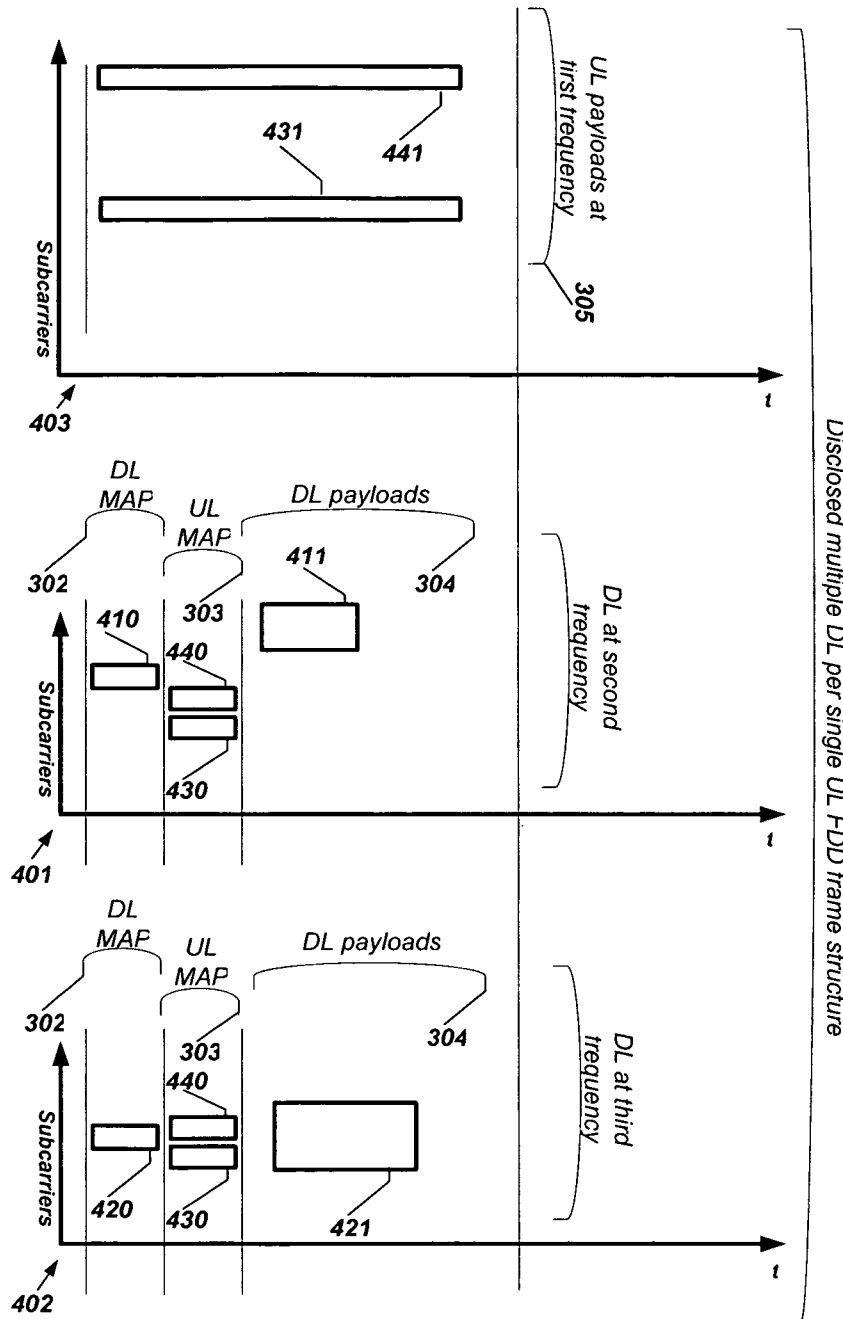 431
441
Subcarriers
t
403
UL payloads at
first frequency
305
DL
MAP
UL
MAP
DL payloads
302
303
304
411
410
440
430
Subcarriers
t
401
DL at second
frequency
DL
MAP
UL
MAP
DL payloads
302
303
304
440
420
430
421
Subcarriers
t
402
DL at third
frequency
Disclosed multiple DL per single UL FDD frame structure